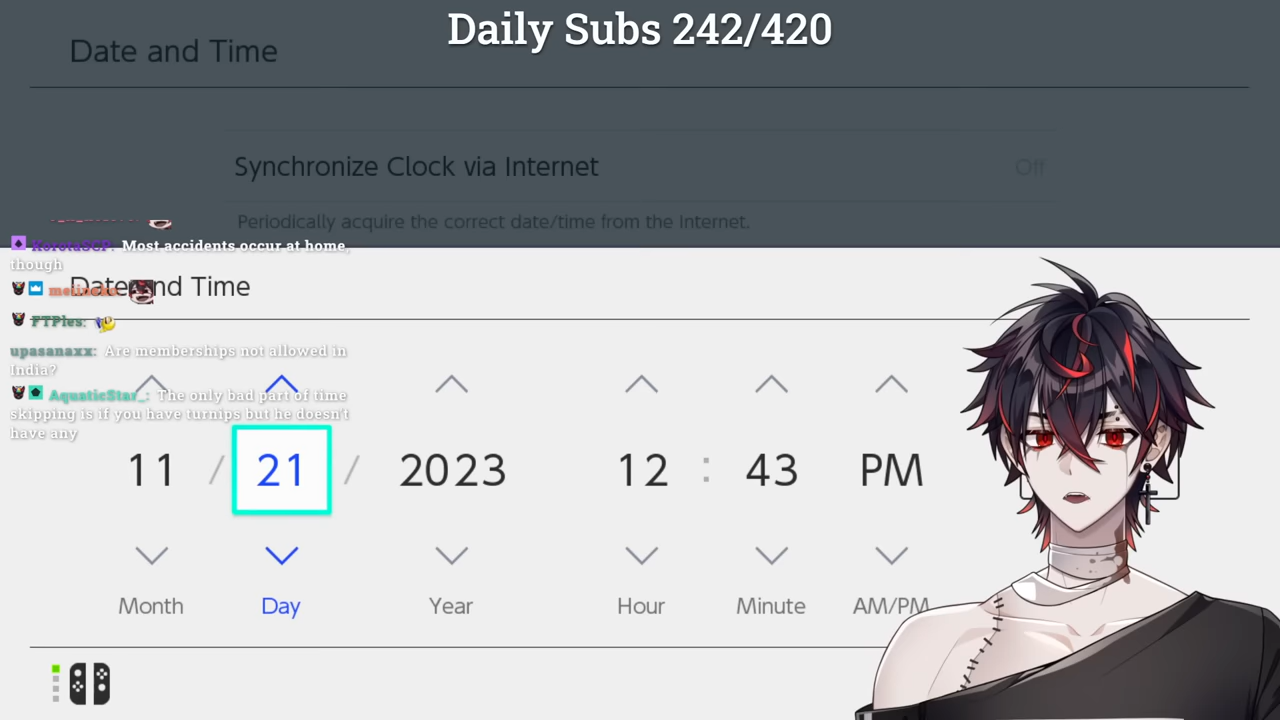 Daily Subs 242/420
Date and Time
Synchronize Clock via Internet
Off
Periodically acquire the correct date/time from the Internet.
KorotaSCP: Most accidents occur at home,
though
Date and Time
FTPles:
upasanaxx: Are memberships not allowed in
India?
AquaticStar_: The only bad part of time
skipping is if you have turnips but he doesn't
have any
11 / 21 / 2023 12 : 43 PM
Month Day Year Hour Minute AM/PM